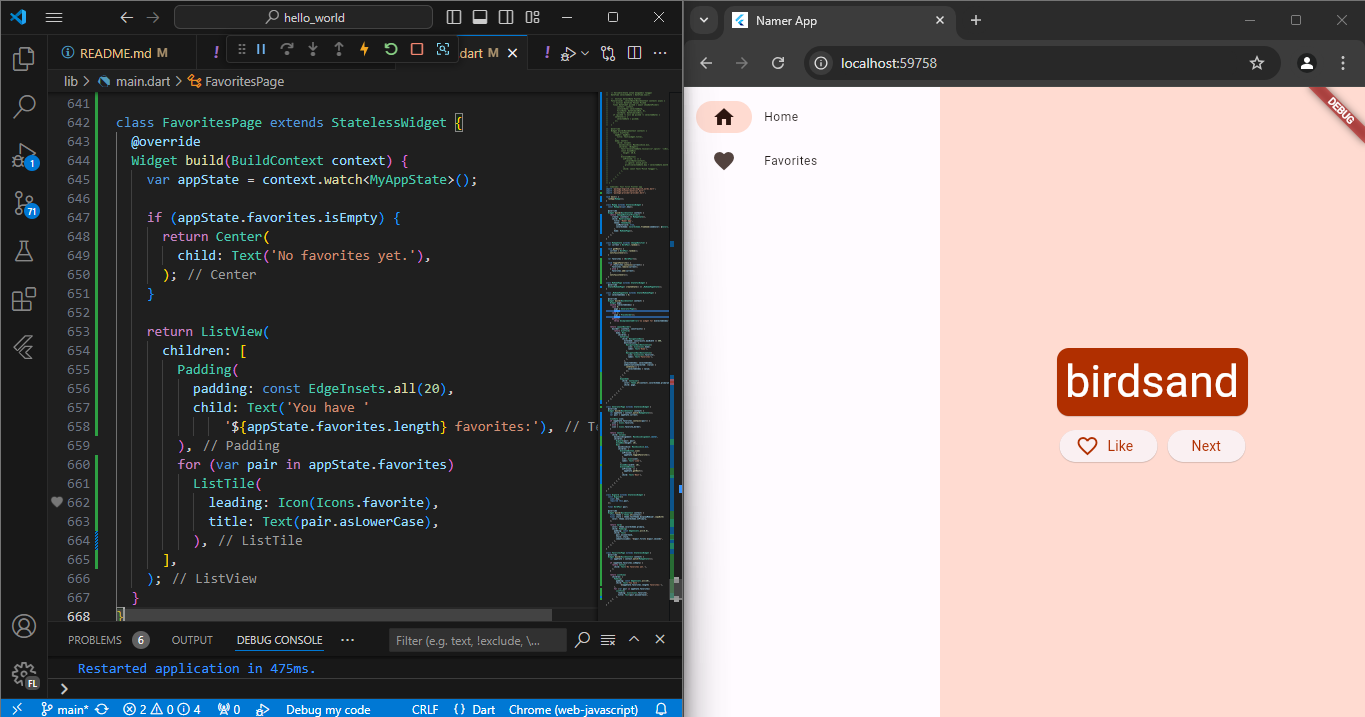 hello_world
README.md M
!
dart M
!
lib > main.dart > FavoritesPage
641
642 class FavoritesPage extends StatelessWidget {
643 @override
644 Widget build(BuildContext context) {
645 var appState = context.watch<MyAppState>();
646
647 if (appState.favorites.isEmpty) {
648 return Center(
649 child: Text('No favorites yet.'),
650 ); // Center
651 }
652
653 return ListView(
654 children: [
655 Padding(
656 padding: const EdgeInsets.all(20),
657 child: Text('You have '
658 '${appState.favorites.length} favorites:'), // Te
659 ), // Padding
660 for (var pair in appState.favorites)
661 ListTile(
662 leading: Icon(Icons.favorite),
663 title: Text(pair.asLowerCase),
664 ), // ListTile
665 ],
666 ); // ListView
667 }
668 }
1
71
FL
PROBLEMS 6 OUTPUT DEBUG CONSOLE ···
Filter (e.g. text, !exclude, \...
Restarted application in 475ms.
>
main* 2 0 4 0 Debug my code CRLF {} Dart Chrome (web-javascript)
Namer App
localhost:59758
DEBUG
Home
Favorites
birdsand
Like Next